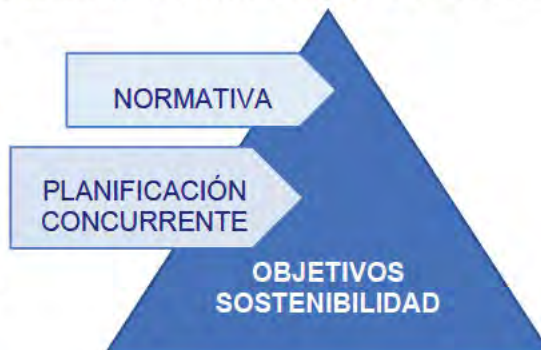 NORMATIVA
PLANIFICACIÓN
CONCURRENTE
OBJETIVOS
SOSTENIBILIDAD